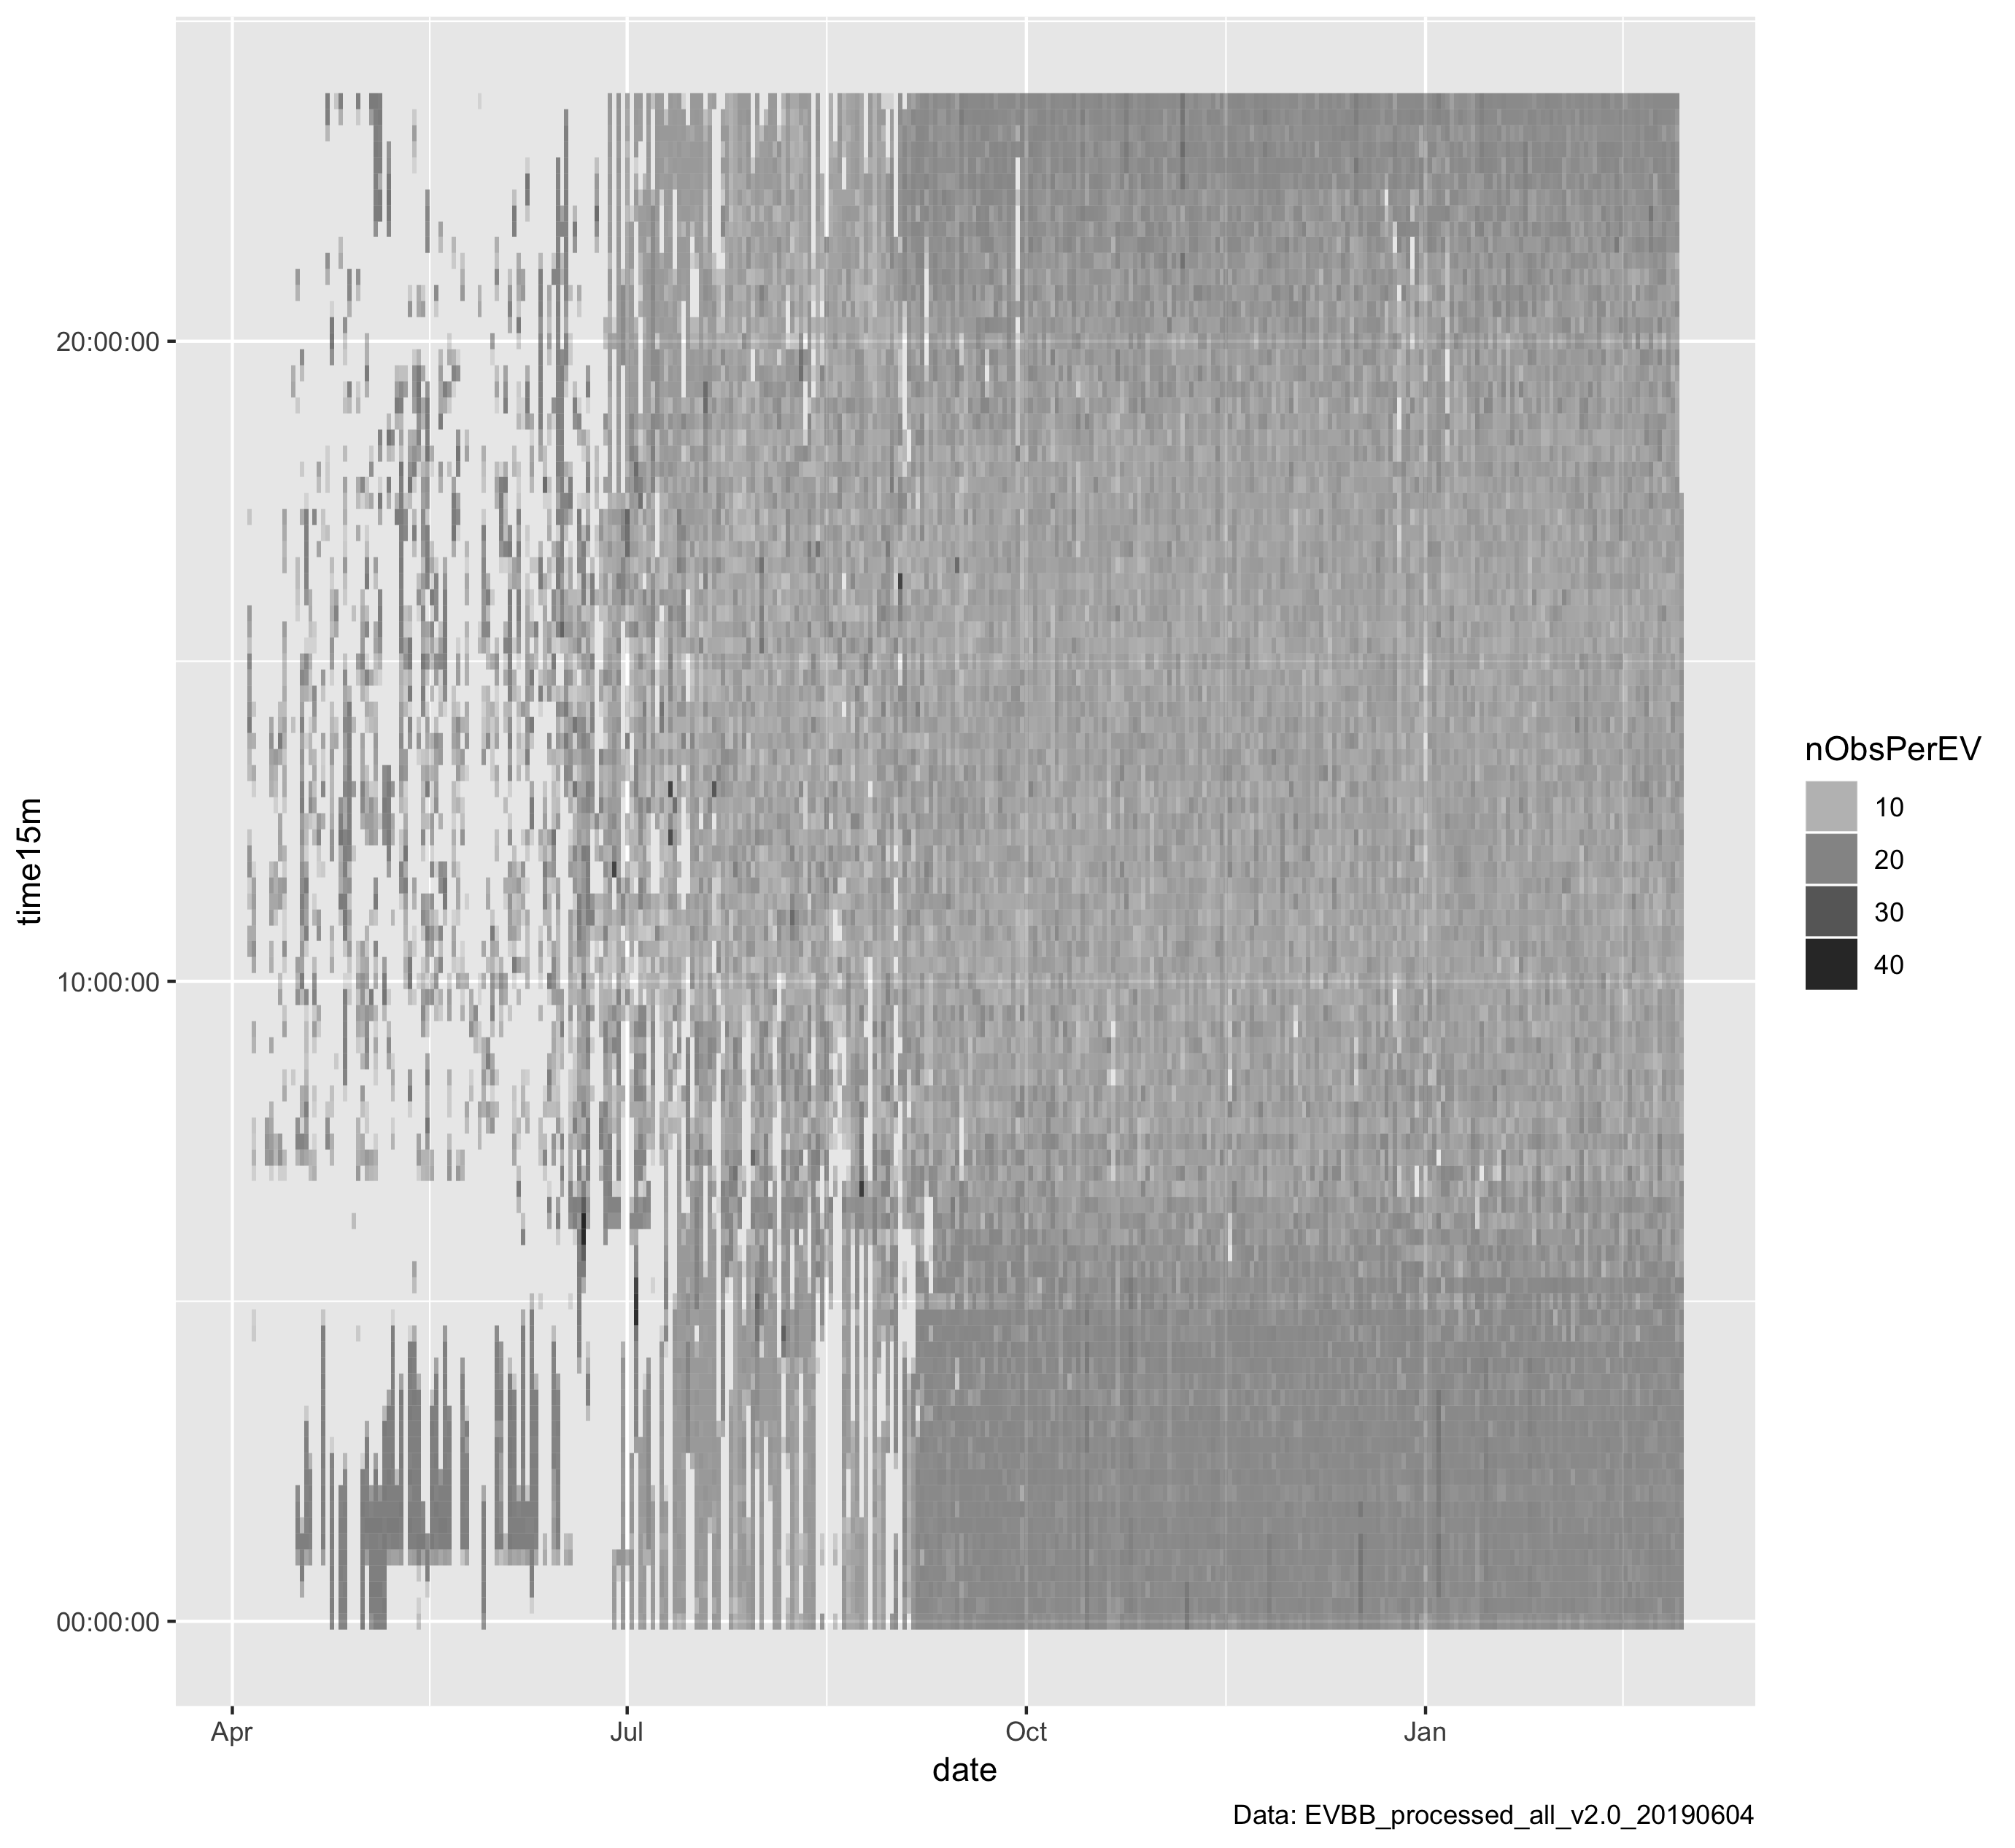 time15m
20:00:00
10:00:00
00:00:00
Apr
Jul
Oct
Jan
date
nObsPerEV
10
20
30
40
Data: EVBB_processed_all_v2.0_20190604